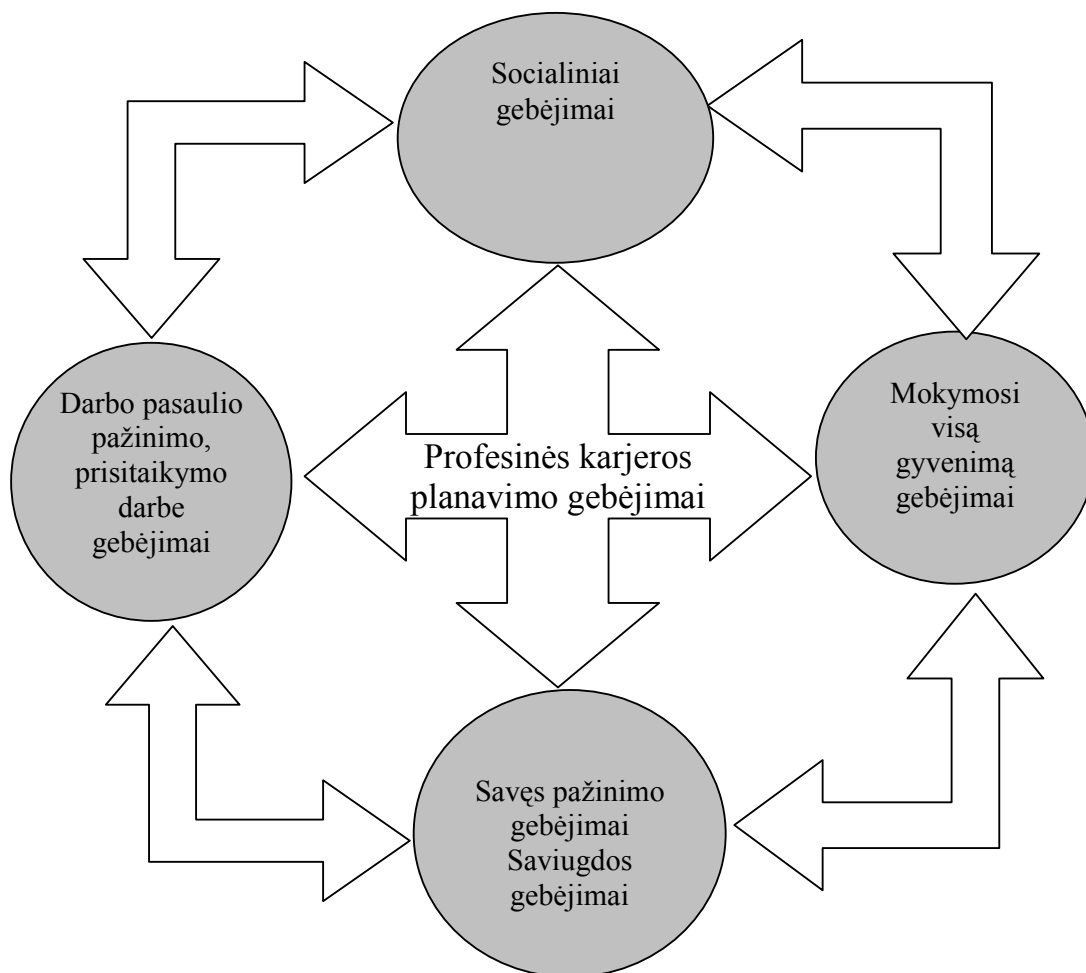 Socialiniai
gebėjimai
Darbo pasaulio
pažinimo,
prisitaikymo
darbe
gebėjimai
Profesinės karjeros
planavimo gebėjimai
Mokymosi
visą
gyvenimą
gebėjimai
Savęs pažinimo
gebėjimai
Saviugdos
gebėjimai